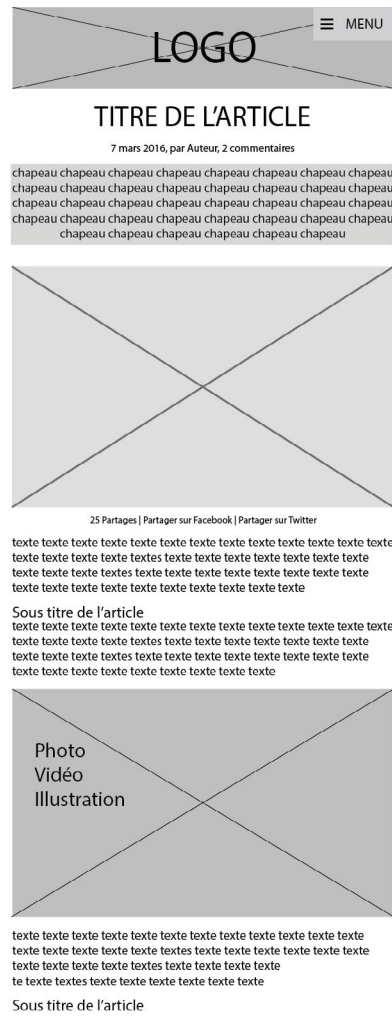 LOGO
☰ MENU
TITRE DE L'ARTICLE
7 mars 2016, par Auteur, 2 commentaires
chapeau chapeau chapeau chapeau chapeau chapeau chapeau chapeau
chapeau chapeau chapeau chapeau chapeau chapeau chapeau chapeau
chapeau chapeau chapeau chapeau chapeau chapeau chapeau chapeau
chapeau chapeau chapeau chapeau chapeau chapeau chapeau chapeau
chapeau chapeau chapeau chapeau chapeau chapeau
25 Partages | Partager sur Facebook | Partager sur Twitter
texte texte texte texte texte texte texte texte texte texte texte texte texte
texte texte texte texte textes texte texte texte texte texte texte texte
texte texte texte textes texte texte texte texte texte texte texte texte
texte texte texte texte texte texte texte texte texte texte
Sous titre de l'article
texte texte texte texte texte texte texte texte texte texte texte texte texte
texte texte texte texte textes texte texte texte texte texte texte texte
texte texte texte textes texte texte texte texte texte texte texte texte
texte texte texte texte texte texte texte texte texte
Photo
Vidéo
Illustration
texte texte texte texte texte texte texte texte texte texte texte texte
texte texte texte texte texte textes texte texte texte texte texte texte
texte texte texte texte textes texte texte texte texte
te texte textes texte texte texte texte texte texte
Sous titre de l'article